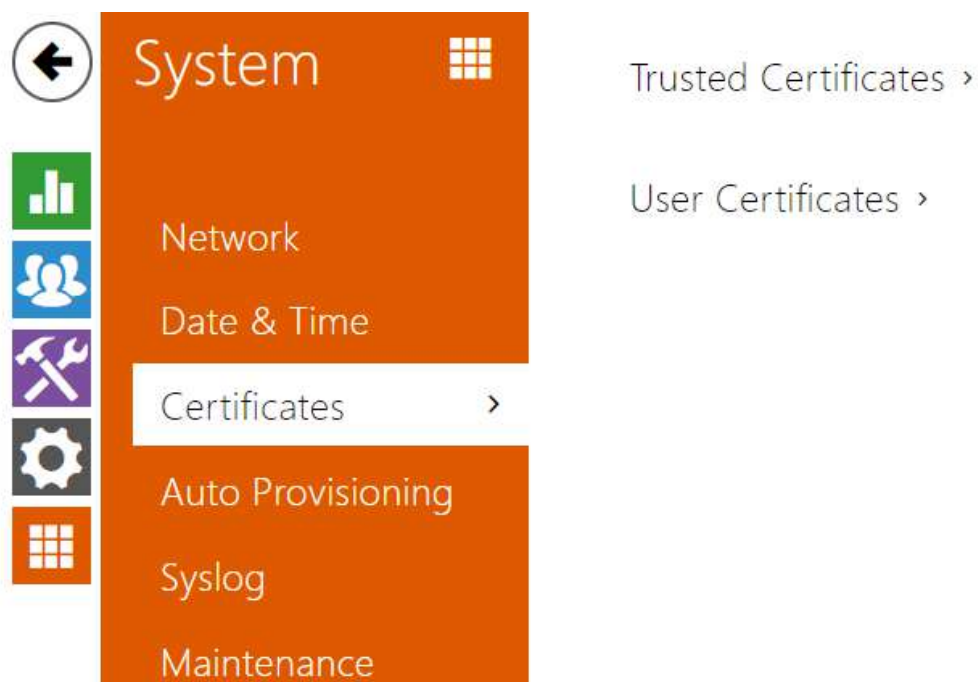 System
Network
Date & Time
Certificates
Auto Provisioning
Syslog
Maintenance
Trusted Certificates
User Certificates